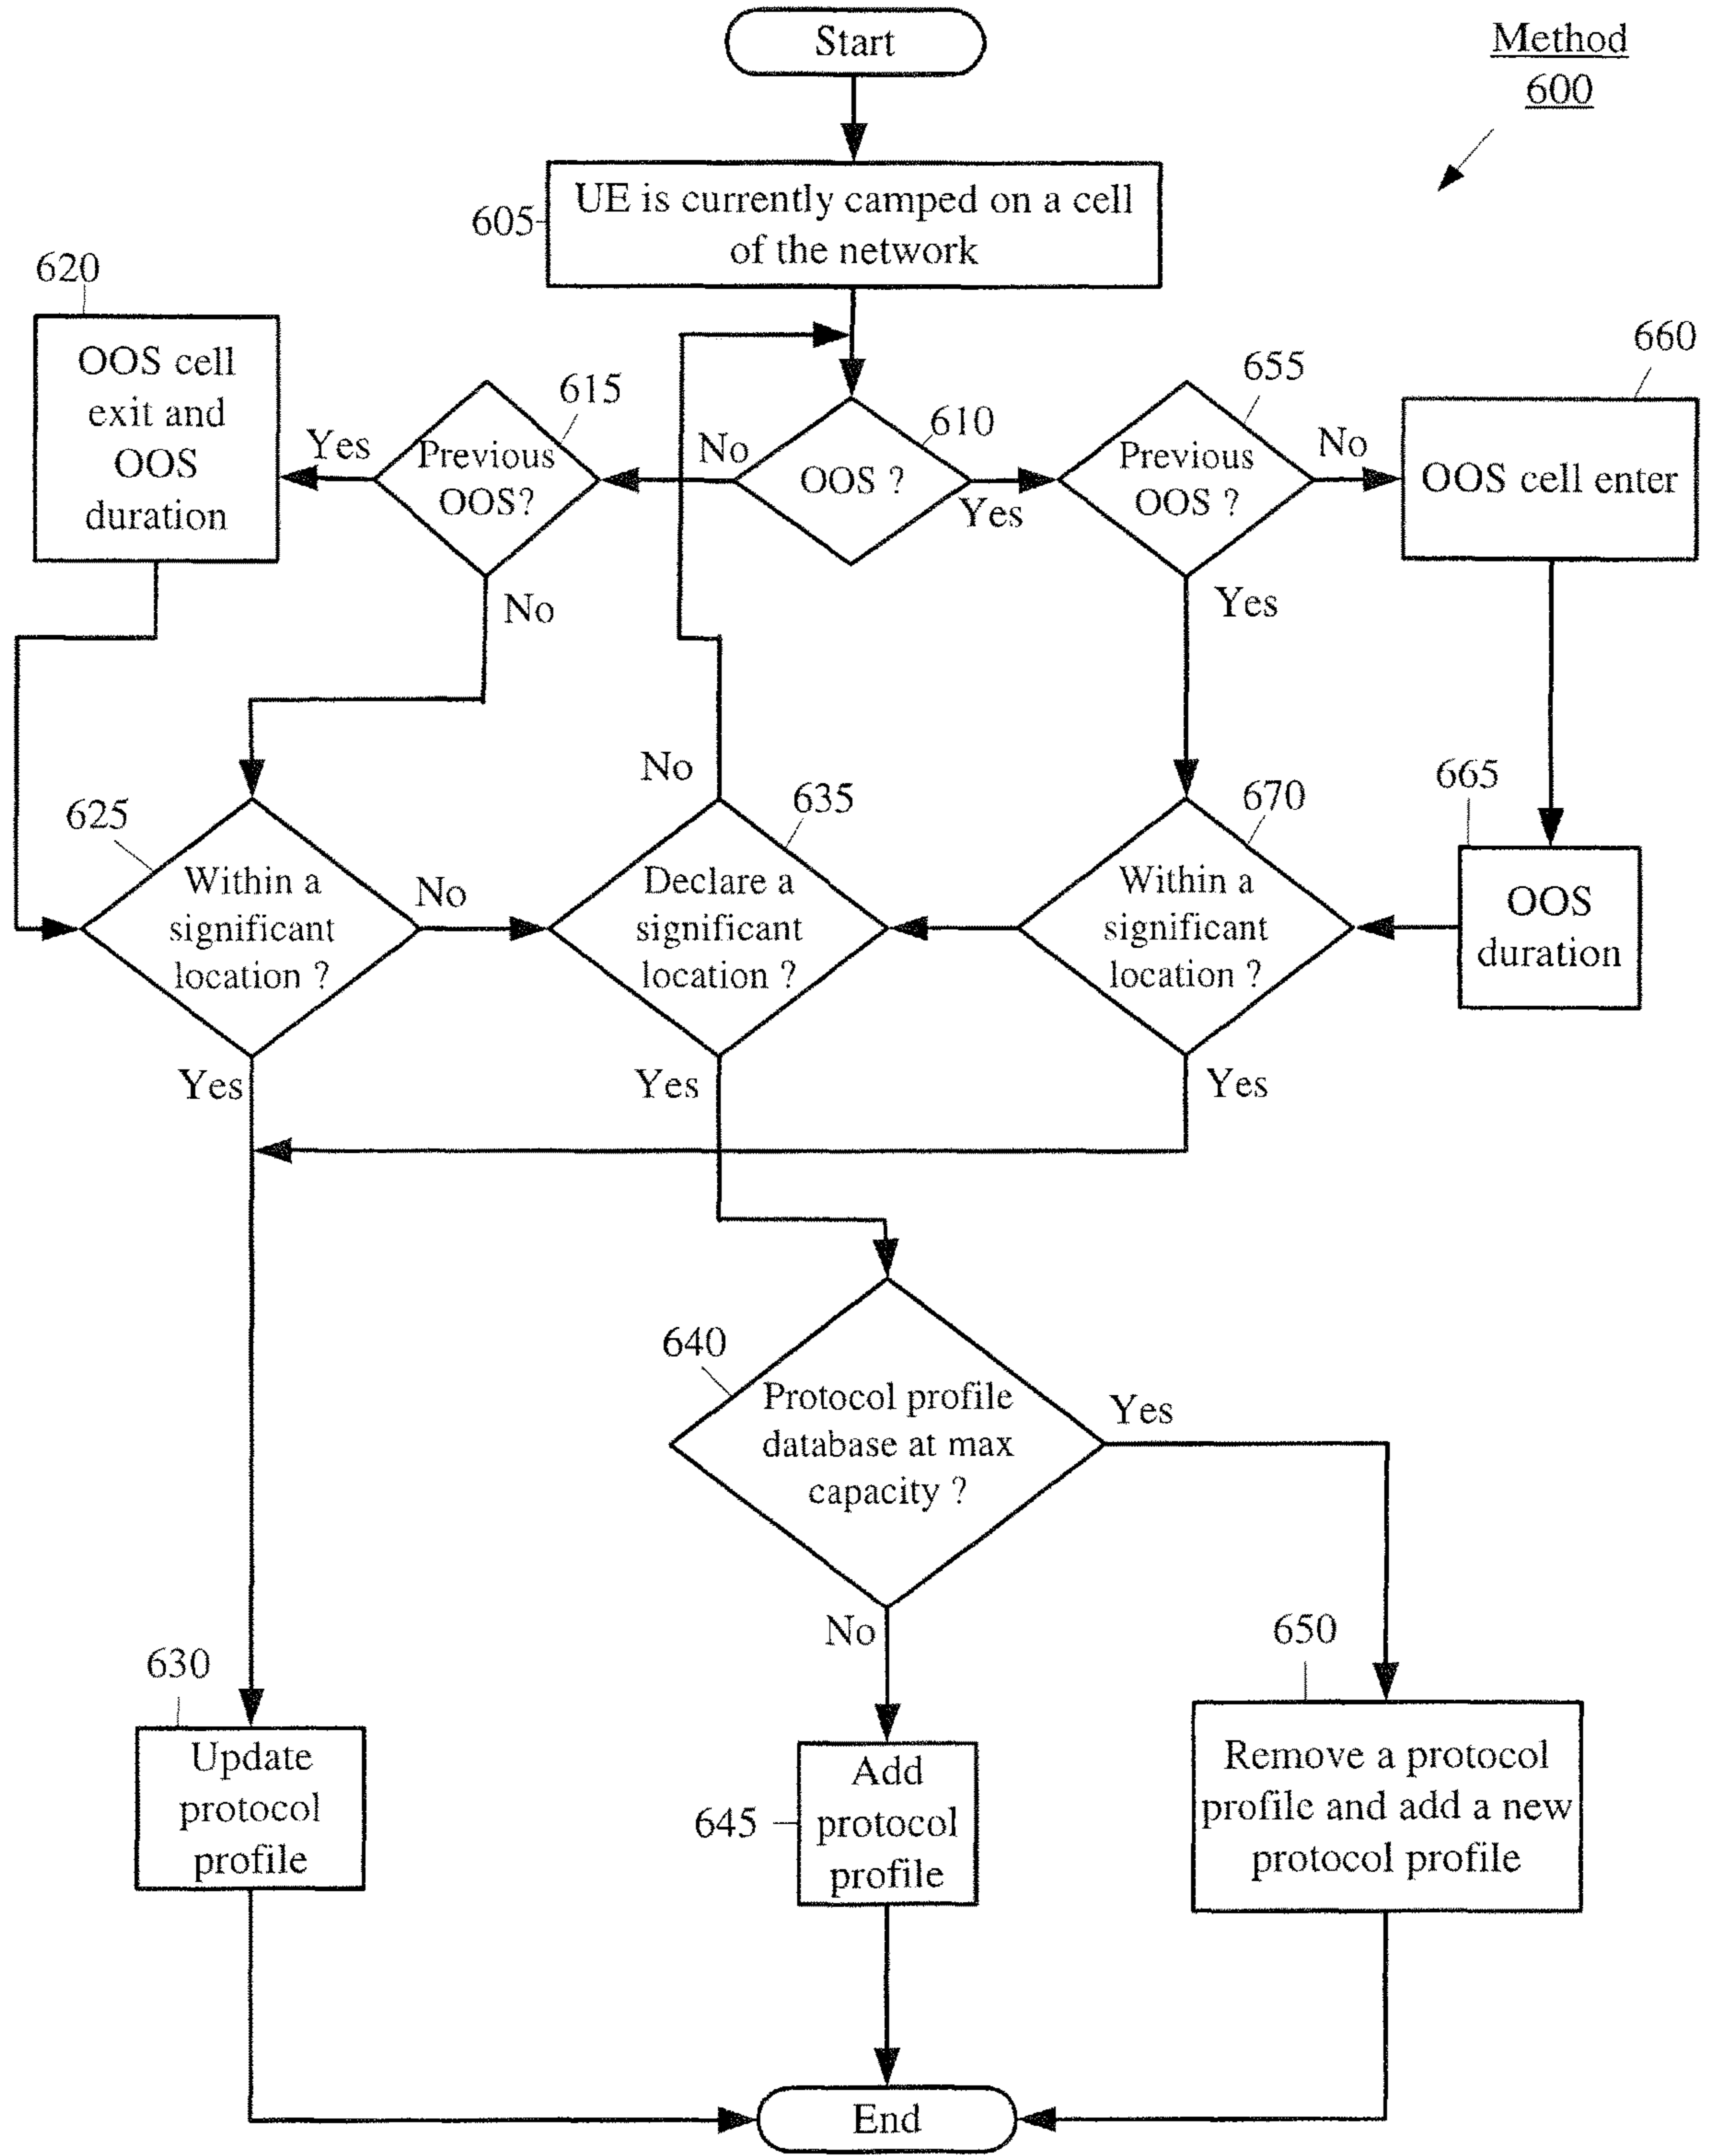 Start
Method
600
UE is currently camped on a cell
of the network
605
620
OOS cell
exit and
OOS
duration
Yes
615
Previous
OOS?
No
No
610
OOS ?
Yes
655
Previous
OOS ?
No
Yes
660
OOS cell enter
625
Within a
significant
location ?
No
Yes
No
635
Declare a
significant
location ?
Yes
670
Within a
significant
location ?
Yes
665
OOS
duration
640
Protocol profile
database at max
capacity ?
Yes
No
630
Update
protocol
profile
645
Add
protocol
profile
650
Remove a protocol
profile and add a new
protocol profile
End